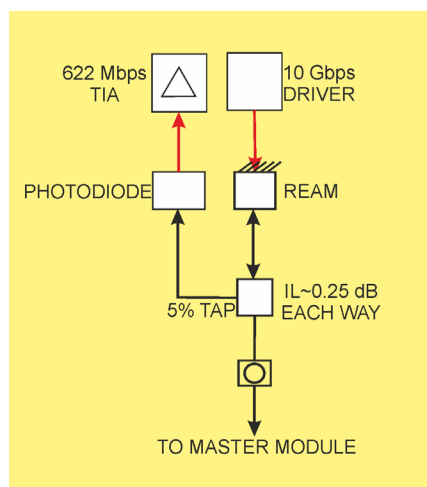 622 Mbps
TIA
10 Gbps
DRIVER
PHOTODIODE
REAM
5% TAP
IL~0.25 dB
EACH WAY
TO MASTER MODULE